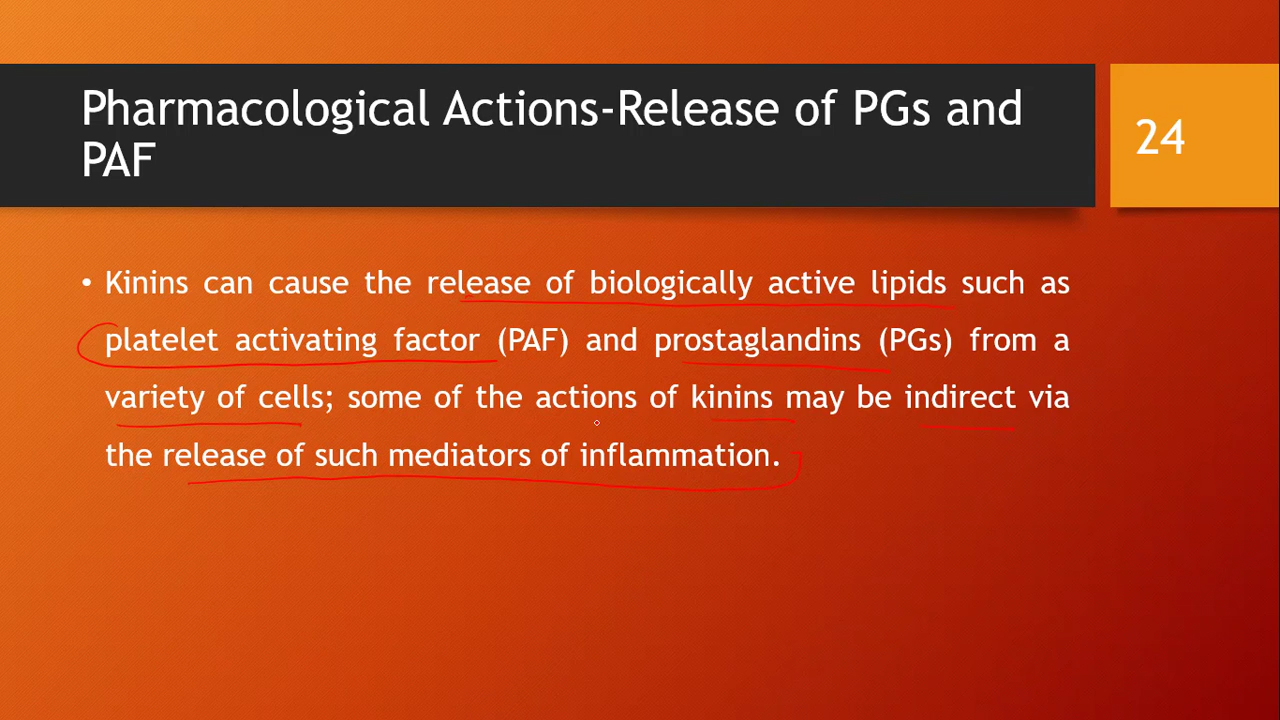 Pharmacological Actions-Release of PGs and
PAF
24
• Kinins can cause the release of biologically active lipids such as
platelet activating factor (PAF) and prostaglandins (PGs) from a
variety of cells; some of the actions of kinins may be indirect via
the release of such mediators of inflammation.